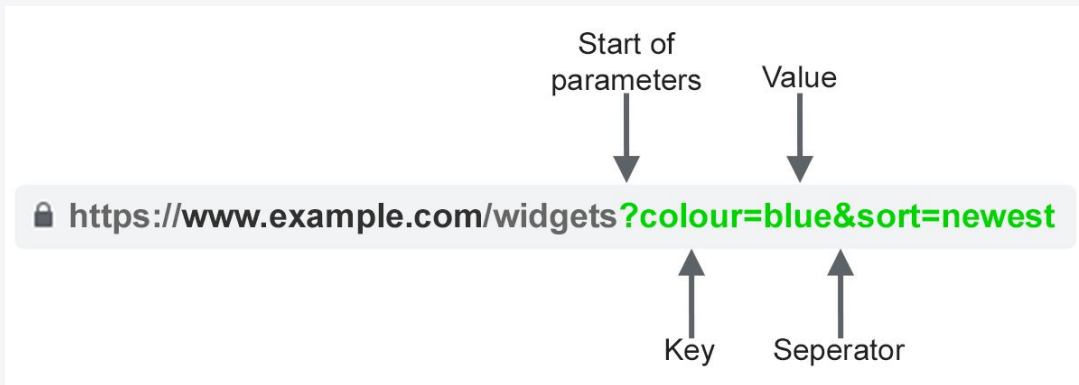 Start of
parameters
Value
https://www.example.com/widgets?colour=blue&sort=newest
Key
Seperator